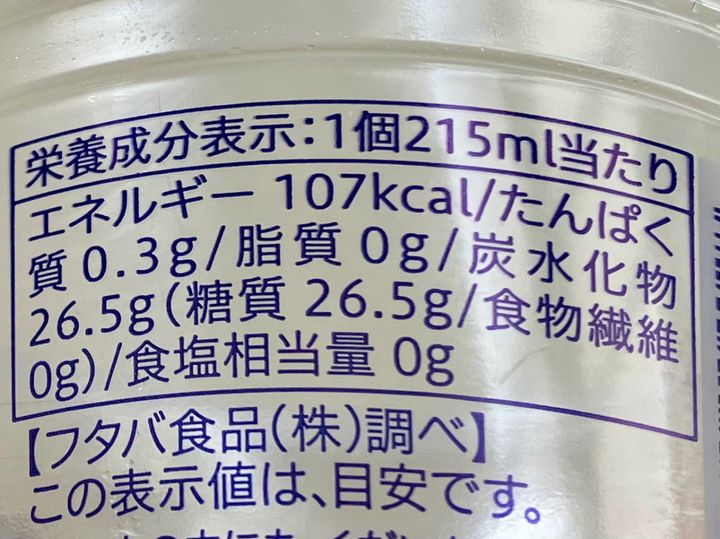 栄養成分表示:1個215ml当たり
エネルギー 107kcal/たんぱく
質 0.3g/脂質 0g/炭水化物
26.5g(糖質 26.5g/食物繊維
0g)/食塩相当量 0g
【フタバ食品(株)調べ】
この表示値は、目安です。